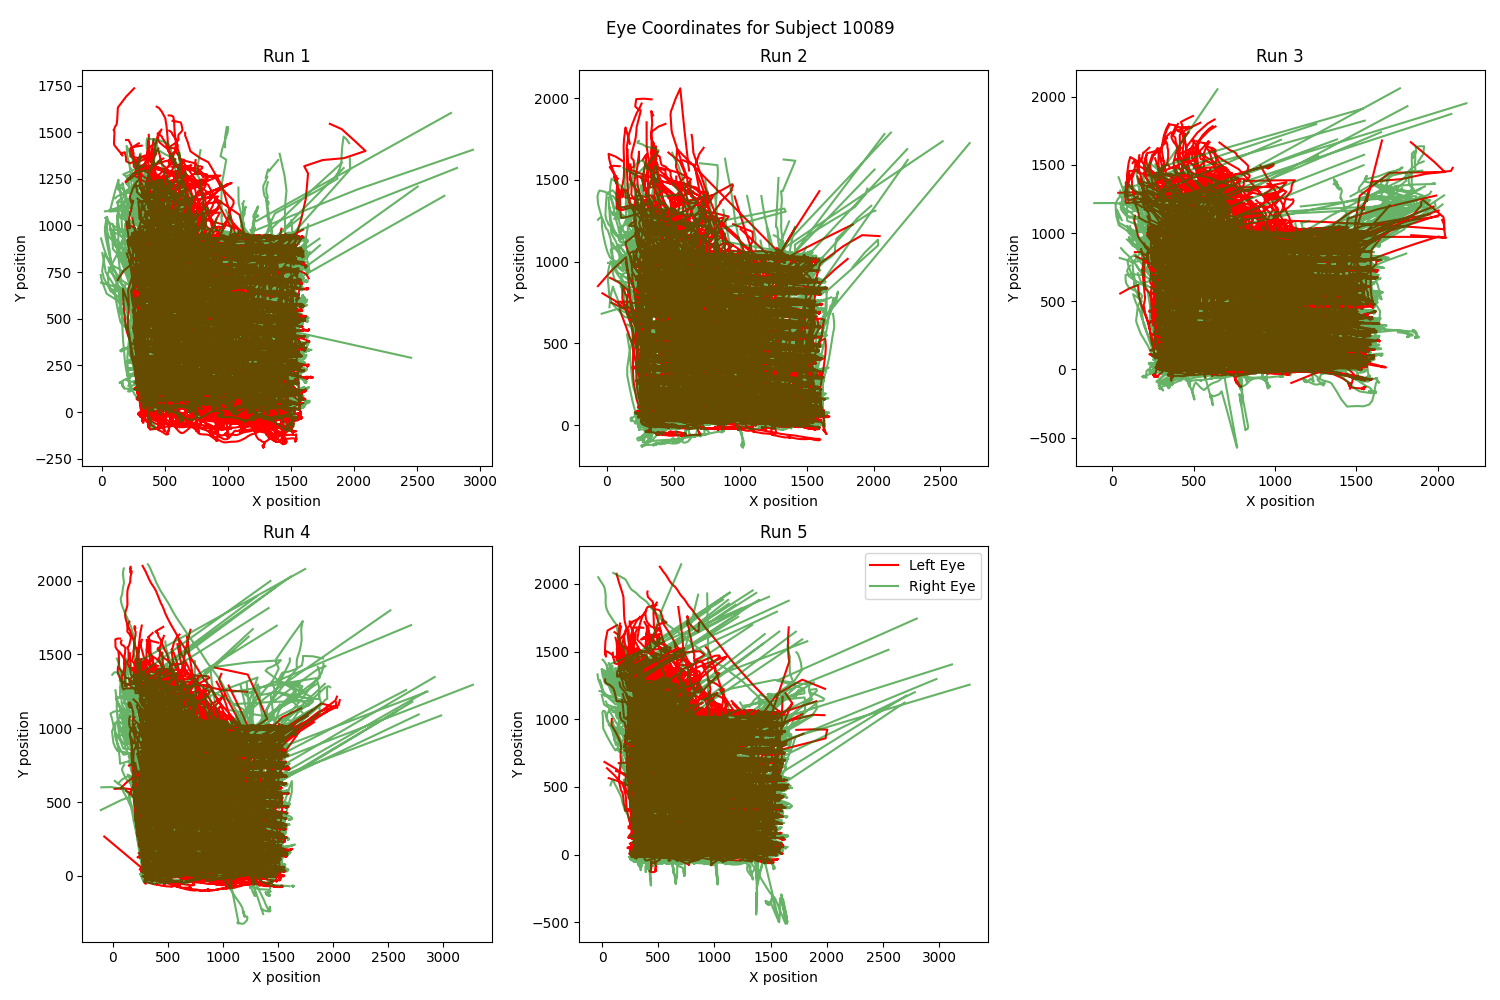 Eye Coordinates for Subject 10089
Run 1
Run 2
Run 3
1750
1500
1250
1000
750
500
250
0
−250
Y position
0 500 1000 1500 2000 2500 3000
X position
2000
1500
1000
500
0
Y position
0 500 1000 1500 2000 2500
X position
2000
1500
1000
500
0
−500
Y position
0 500 1000 1500 2000
X position
Run 4
Run 5
2000
1500
1000
500
0
Y position
0 500 1000 1500 2000 2500 3000
X position
Left Eye
Right Eye
2000
1500
1000
500
0
−500
Y position
0 500 1000 1500 2000 2500 3000
X position